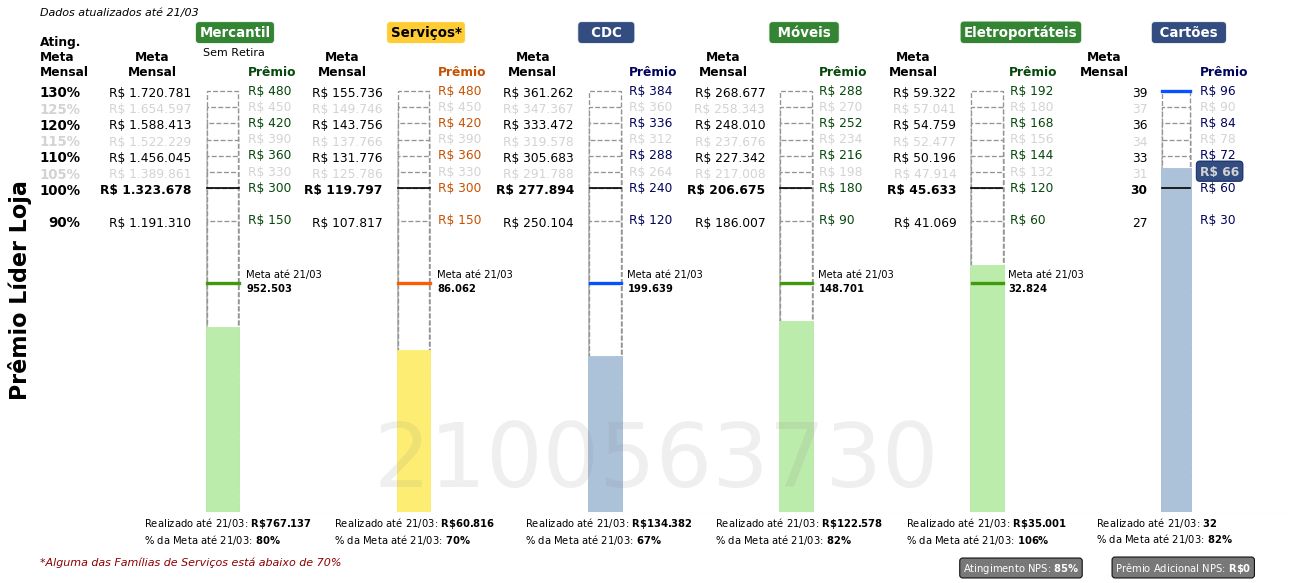 Dados atualizados até 21/03
Mercantil Serviços* CDC Móveis Eletroportáteis Cartões
Sem Retira
Ating. Meta Mensal
Meta Mensal Prêmio Meta Mensal Prêmio Meta Mensal Prêmio Meta Mensal Prêmio Meta Mensal Prêmio Meta Mensal Prêmio
130% R$ 1.720.781 R$ 480 R$ 155.736 R$ 480 R$ 361.262 R$ 384 R$ 268.677 R$ 288 R$ 59.322 R$ 192 39 R$ 96
125% R$ 1.654.597 R$ 450 R$ 149.746 R$ 450 R$ 347.367 R$ 360 R$ 258.343 R$ 270 R$ 57.041 R$ 180 37 R$ 90
120% R$ 1.588.413 R$ 420 R$ 143.756 R$ 420 R$ 333.472 R$ 336 R$ 248.010 R$ 252 R$ 54.759 R$ 168 36 R$ 84
115% R$ 1.522.229 R$ 390 R$ 137.766 R$ 390 R$ 319.578 R$ 312 R$ 237.676 R$ 234 R$ 52.477 R$ 156 34 R$ 78
110% R$ 1.456.045 R$ 360 R$ 131.776 R$ 360 R$ 305.683 R$ 288 R$ 227.342 R$ 216 R$ 50.196 R$ 144 33 R$ 72
105% R$ 1.389.861 R$ 330 R$ 125.786 R$ 330 R$ 291.788 R$ 264 R$ 217.008 R$ 198 R$ 47.914 R$ 132 31 R$ 66
100% R$ 1.323.678 R$ 300 R$ 119.797 R$ 300 R$ 277.894 R$ 240 R$ 206.675 R$ 180 R$ 45.633 R$ 120 30 R$ 60
90% R$ 1.191.310 R$ 150 R$ 107.817 R$ 150 R$ 250.104 R$ 120 R$ 186.007 R$ 90 R$ 41.069 R$ 60 27 R$ 30
Prêmio Líder Loja
Meta até 21/03 Meta até 21/03 Meta até 21/03 Meta até 21/03 Meta até 21/03
952.503 86.062 199.639 148.701 32.824
2100563730
Realizado até 21/03: R$767.137 Realizado até 21/03: R$60.816 Realizado até 21/03: R$134.382 Realizado até 21/03: R$122.578 Realizado até 21/03: R$35.001 Realizado até 21/03: 32
% da Meta até 21/03: 80% % da Meta até 21/03: 70% % da Meta até 21/03: 67% % da Meta até 21/03: 82% % da Meta até 21/03: 106% % da Meta até 21/03: 82%
*Alguma das Famílias de Serviços está abaixo de 70%
Atingimento NPS: 85% Prêmio Adicional NPS: R$0